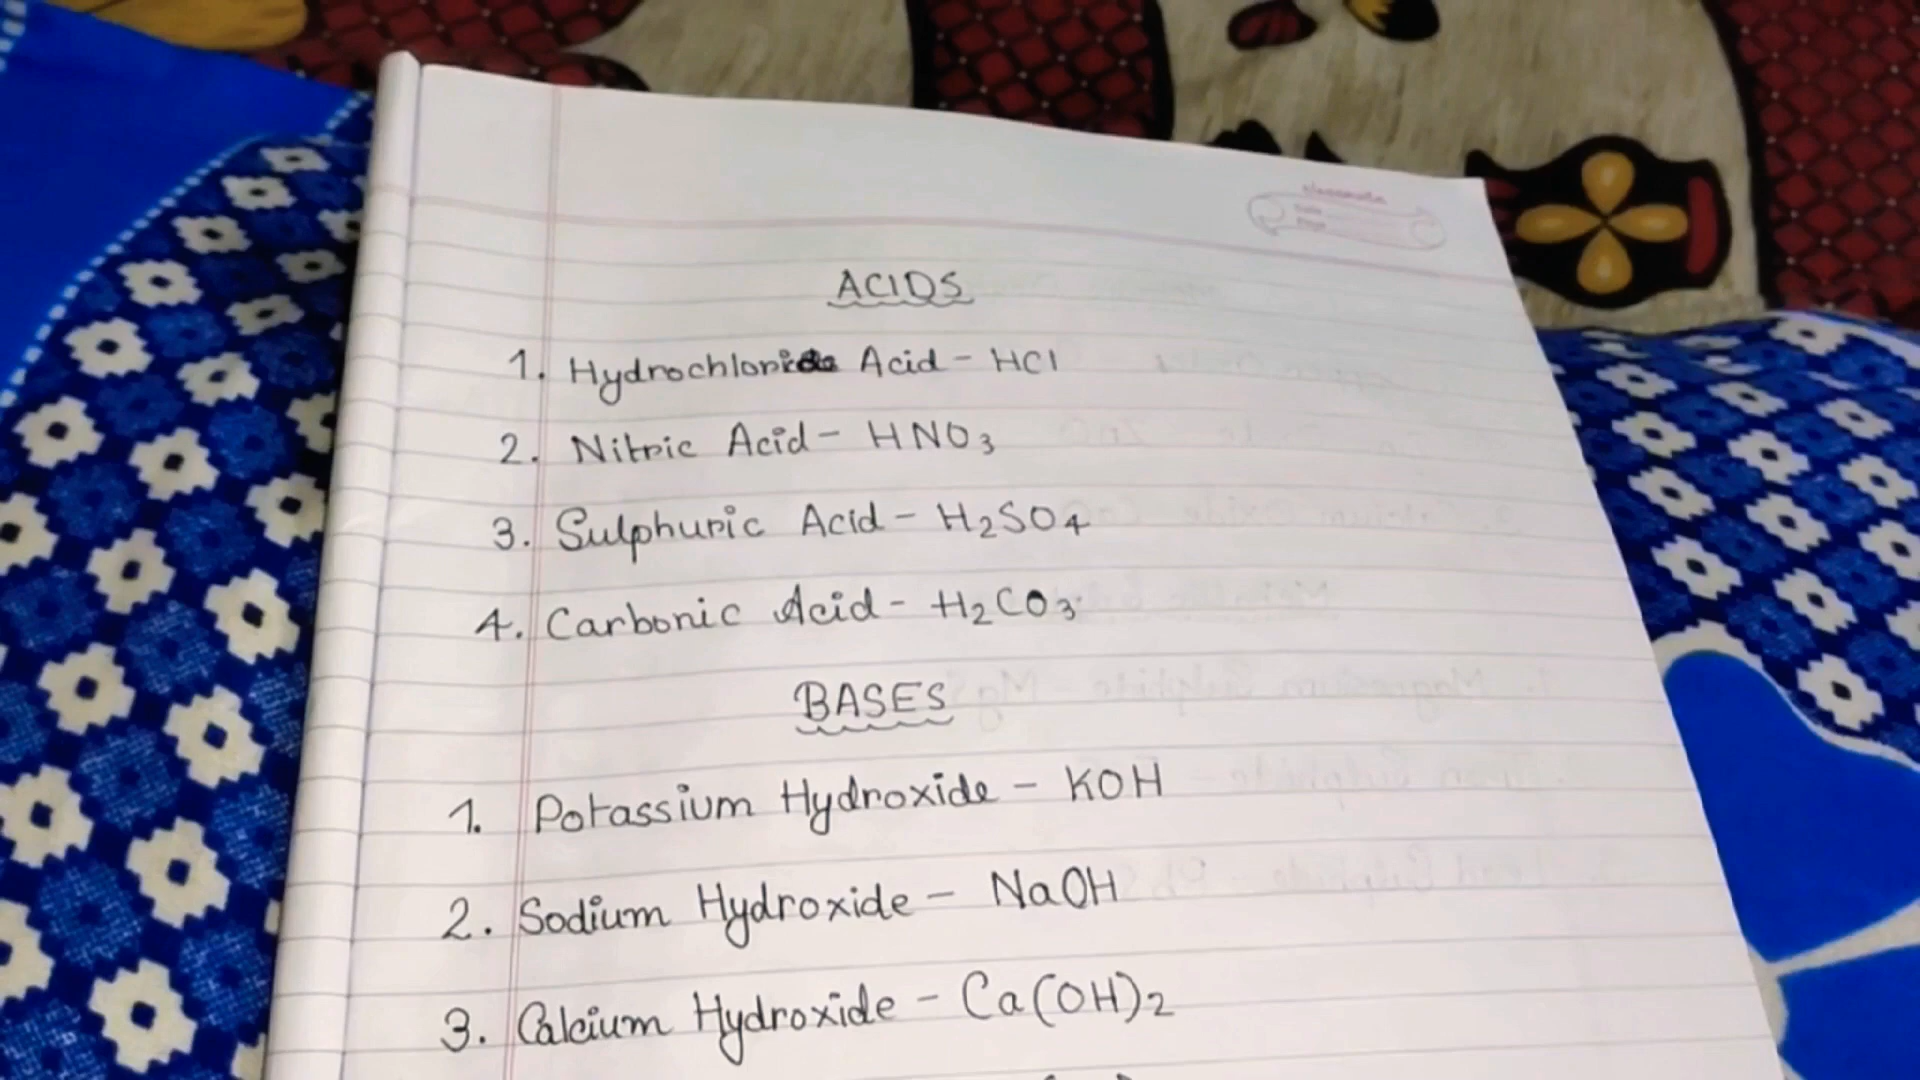 ACIDS
1. Hydrochloric Acid - HCl
2. Nitric Acid - HNO3
3. Sulphuric Acid - H2SO4
4. Carbonic Acid - H2CO3
BASES
1. Potassium Hydroxide - KOH
2. Sodium Hydroxide - NaOH
3. Calcium Hydroxide - Ca(OH)2